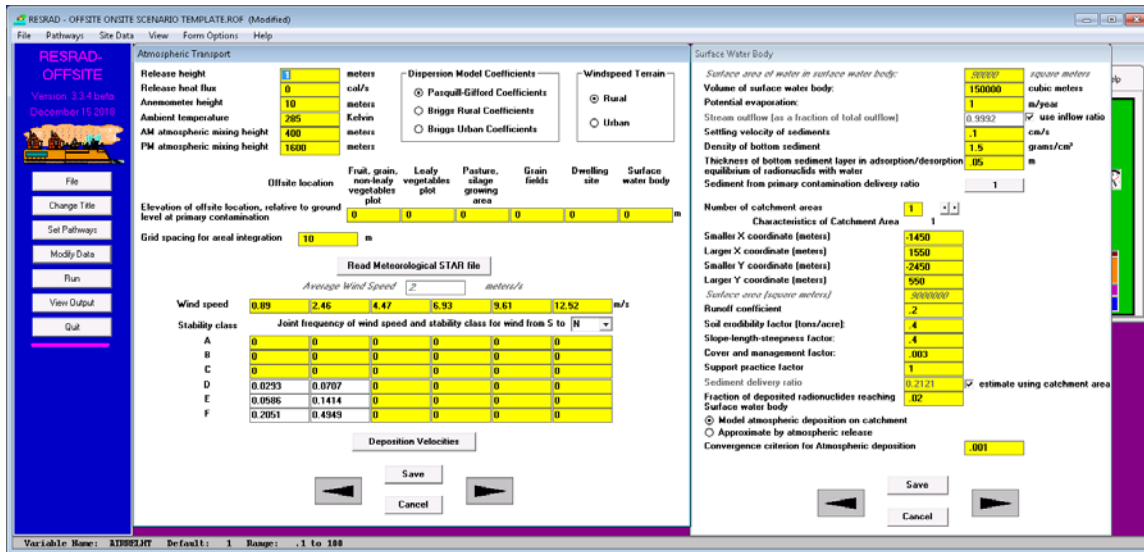 RESRAD - OFFSITE ONSITE SCENARIO TEMPLATE.ROF (Modified)
File Pathways Site Data View Form Options Help
RESRAD-
OFFSITE
Version 3.3.4 beta
December 15 2018
File
Change Title
Set Pathways
Modify Data
Run
View Output
Quit
Atmospheric Transport
Release height 1 meters
Release heat flux 0 cal/s
Anemometer height 10 meters
Ambient temperature 285 Kelvin
AM atmospheric mixing height 400 meters
PM atmospheric mixing height 1600 meters
Dispersion Model Coefficients
Pasquill-Gifford Coefficients
Briggs Rural Coefficients
Briggs Urban Coefficients
Windspeed Terrain
Rural
Urban
Offsite location
Fruit, grain, non-leafy vegetables plot
Leafy vegetables plot
Pasture, silage growing area
Grain fields
Dwelling site
Surface water body
Elevation of offsite location, relative to ground
level at primary contamination 0 0 0 0 0 0 m
Grid spacing for areal integration 10 m
Read Meteorological STAR file
Average Wind Speed 2 meters/s
Wind speed 0.89 2.46 4.47 6.93 9.61 12.52 m/s
Stability class Joint frequency of wind speed and stability class for wind from S to N
A 0 0 0 0 0 0
B 0 0 0 0 0 0
C 0 0 0 0 0 0
D 0.0293 0.0707 0 0 0 0
E 0.0586 0.1414 0 0 0 0
F 0.2051 0.4949 0 0 0 0
Deposition Velocities
Save
Cancel
Surface Water Body
Surface area of water in surface water body: 90000 square meters
Volume of surface water body: 150000 cubic meters
Potential evaporation: 1 m/year
Stream outflow (as a fraction of total outflow) 0.9992 use inflow ratio
Settling velocity of sediments .1 cm/s
Density of bottom sediment 1.5 grams/cm³
Thickness of bottom sediment layer in adsorption/desorption .05 m
equilibrium of radionuclids with water
Sediment from primary contamination delivery ratio 1
Number of catchment areas 1
Characteristics of Catchment Area 1
Smaller X coordinate (meters) -1450
Larger X coordinate (meters) 1550
Smaller Y coordinate (meters) -2450
Larger Y coordinate (meters) 550
Surface area (square meters) 9000000
Runoff coefficient .2
Soil erodibility factor (tons/acre): .4
Slope-length-steepness factor: .4
Cover and management factor: .003
Support practice factor 1
Sediment delivery ratio 0.2121 estimate using catchment area
Fraction of deposited radionuclides reaching .02
Surface water body
Model atmospheric deposition on catchment
Approximate by atmospheric release
Convergence criterion for Atmospheric deposition .001
Save
Cancel
Variable Name: AIRRELHT Default: 1 Range: .1 to 100